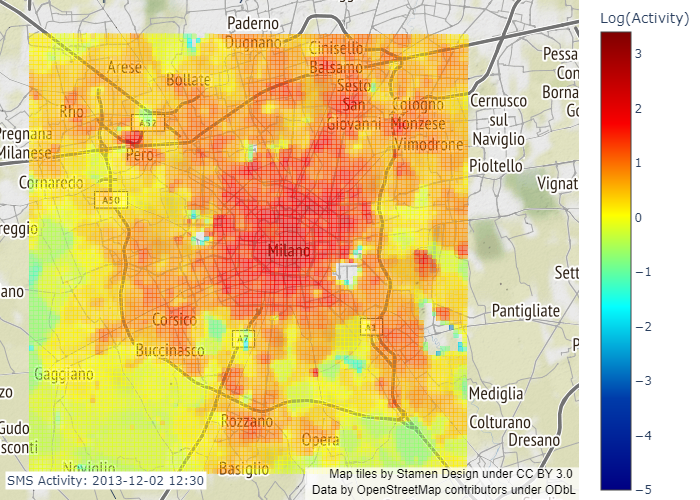 Log(Activity)
Paderno
Dugnano
Cinisello
Balsamo
Arese
Bollate
Sesto
San
Giovanni
Cologno
Monzese
Vimodrone
Rho
A52
Pero
Pregnana
Milanese
Cornaredo
A50
reggio
ano
Cernusco
sul
Naviglio
Pioltello
Pessa
Con
Borna
Go
Vignat
Milano
Sett
Pantigliate
P
Corsico
Buccinasco
A7
A1
Gaggiano
zo
Gudo
sconti
Rozzano
Opera
Mediglia
Colturano
Dresano
Noviglio
Basiglio
SMS Activity: 2013-12-02 12:30
Map tiles by Stamen Design under CC BY 3.0
Data by OpenStreetMap contributors under ODbL
3
2
1
0
−1
−2
−3
−4
−5